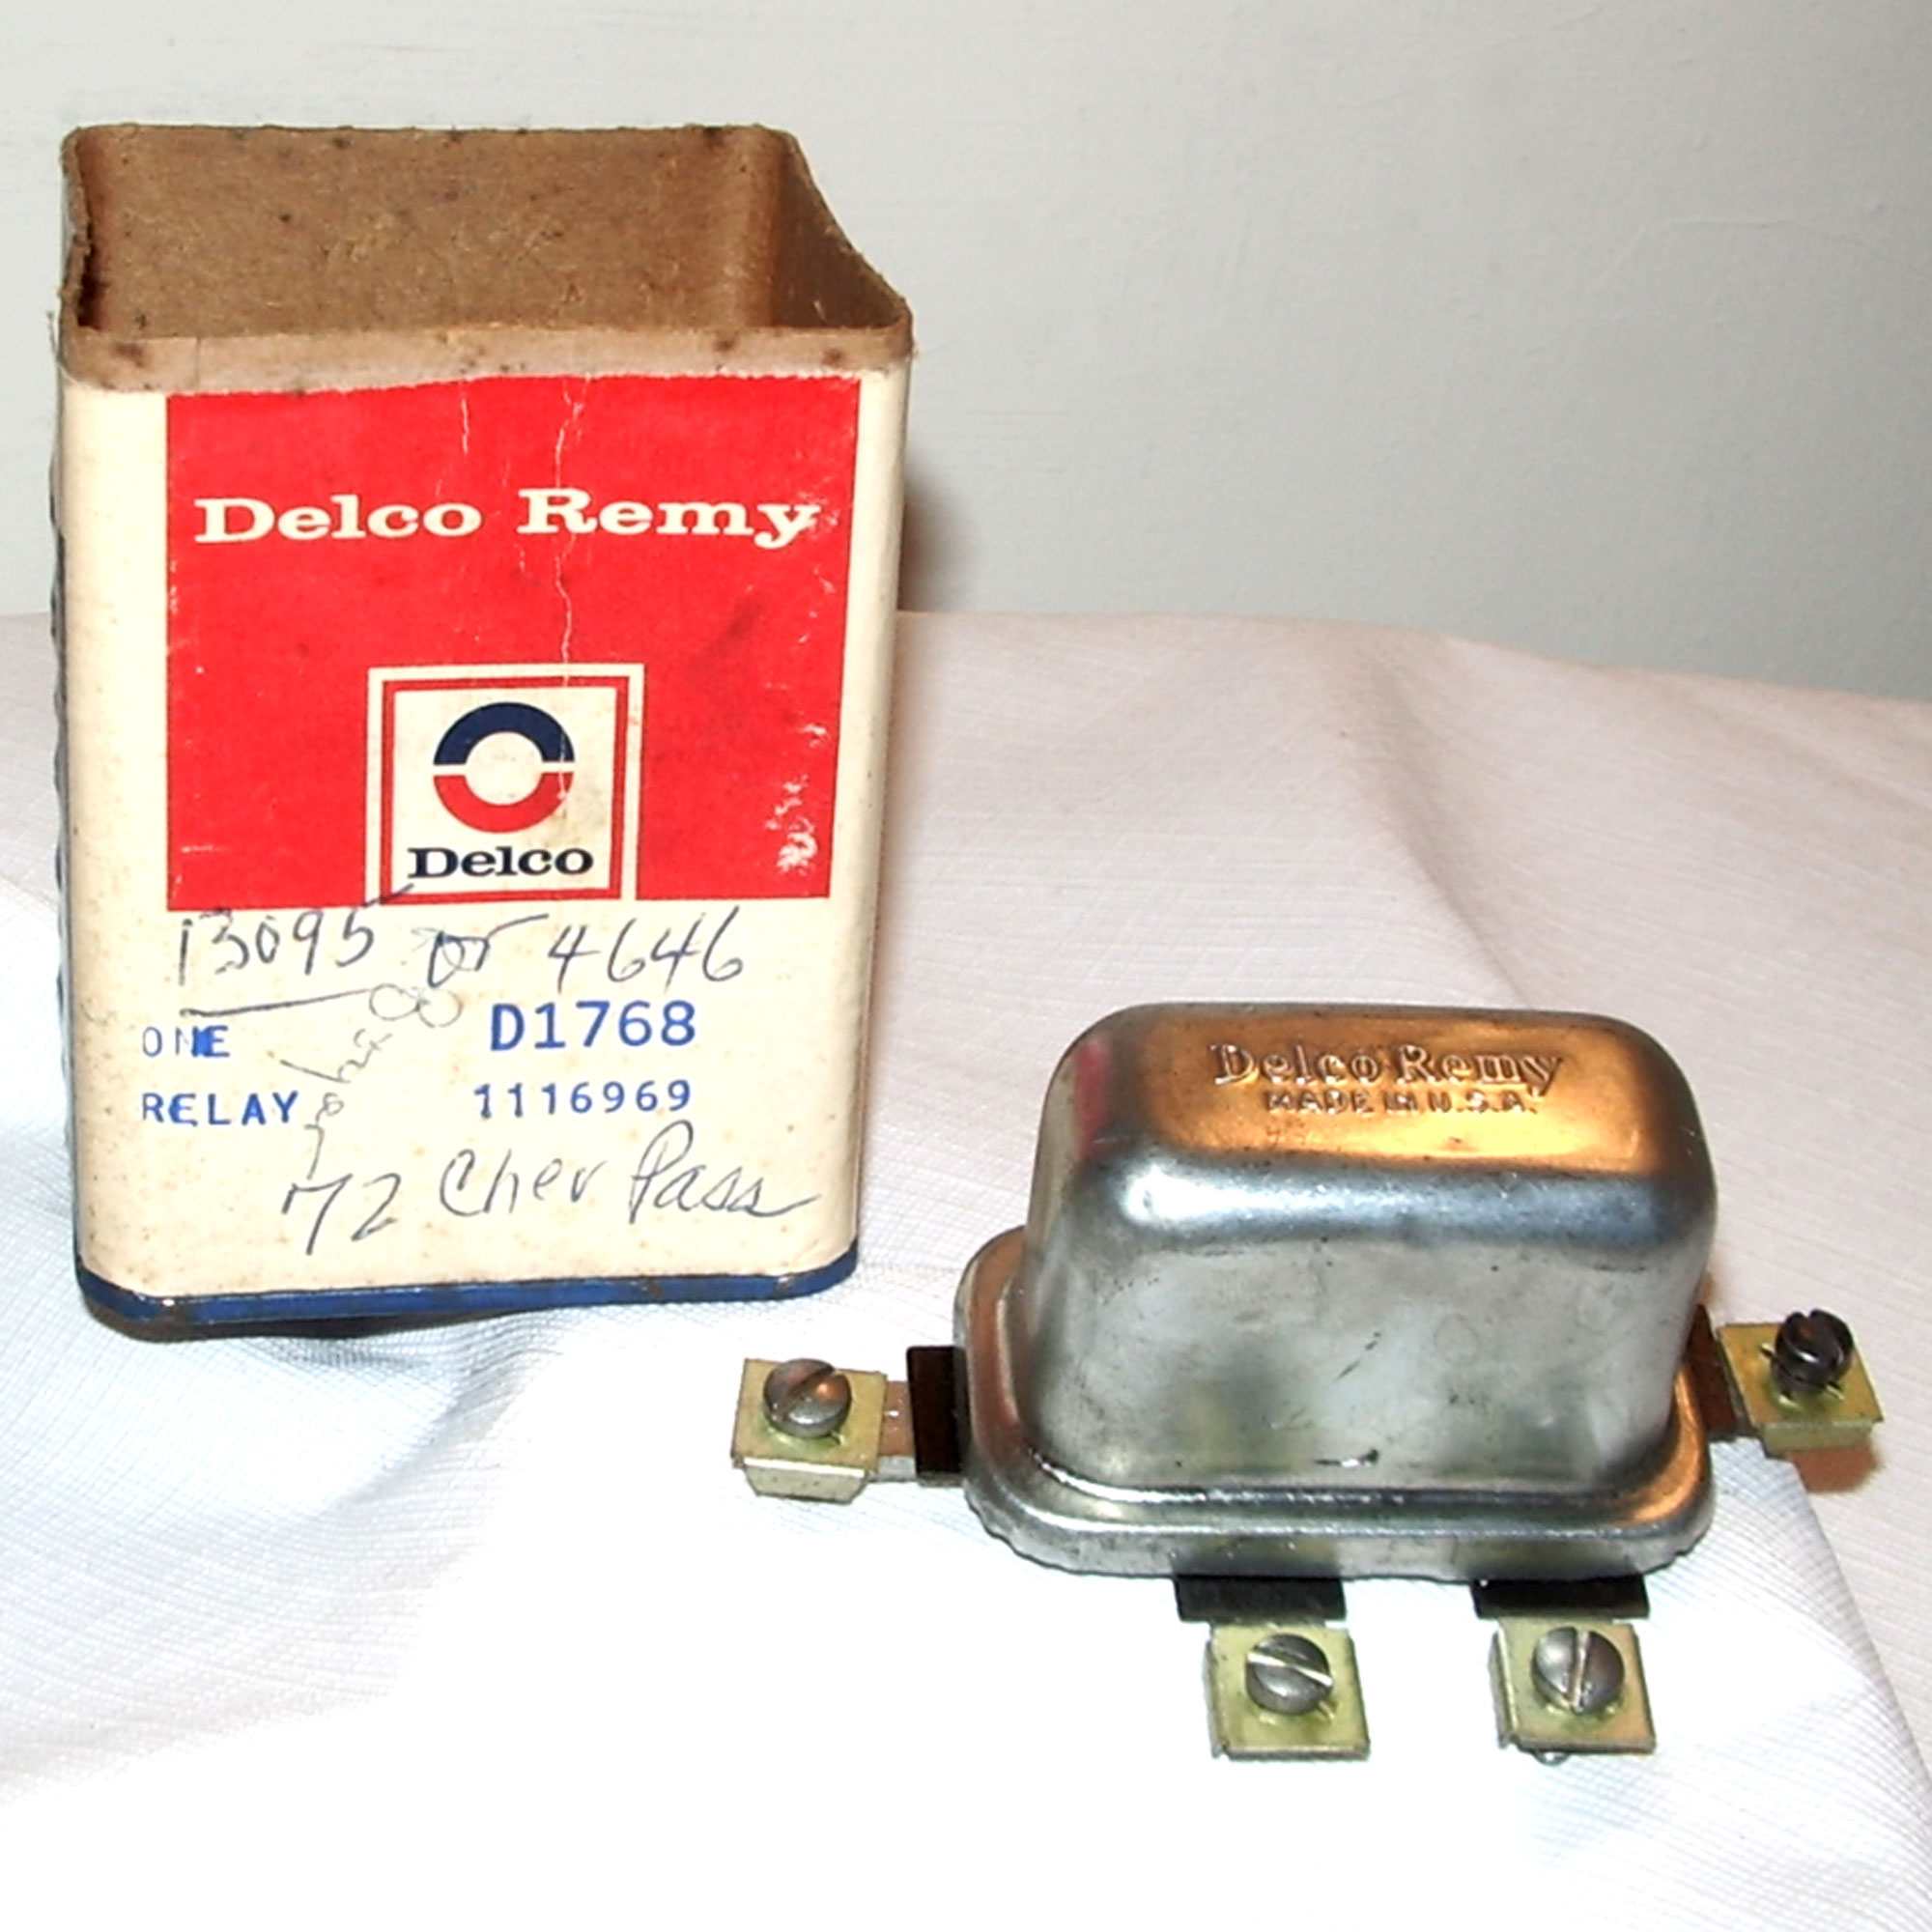 Delco Remy
Delco
13095 or 4646
ONE D1768
RELAY 1116969
72 Chev Pass
Delco Remy
MADE IN U.S.A.